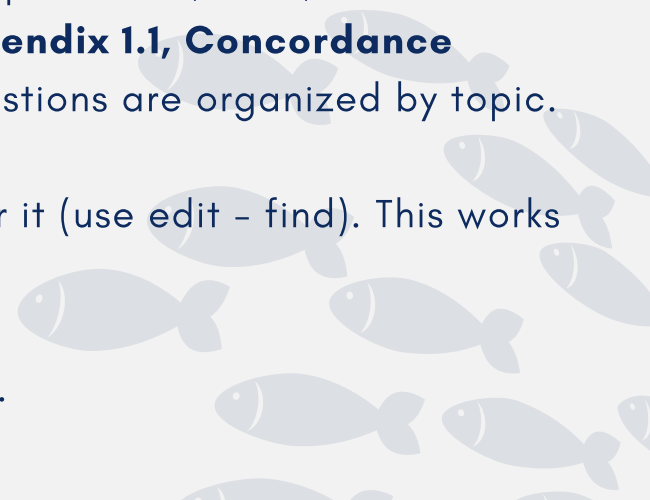 endix 1.1, Concordance
stions are organized by topic.
r it (use edit – find). This works
.